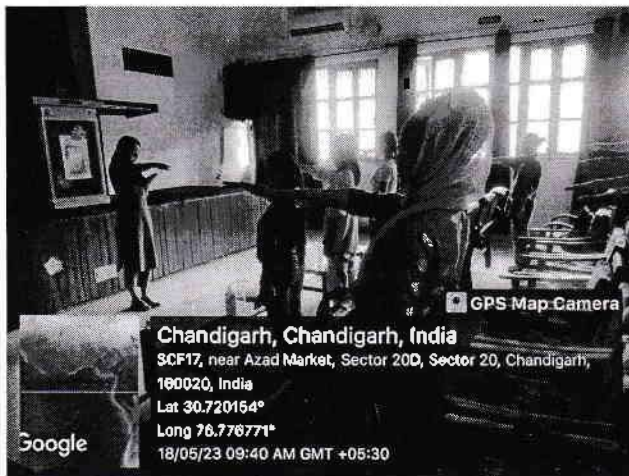 GPS Map Camera
Chandigarh, Chandigarh, India
SCF17, near Azad Market, Sector 20D, Sector 20, Chandigarh,
160020, India
Lat 30.720154°
Long 76.776771°
18/05/23 09:40 AM GMT +05:30
Google